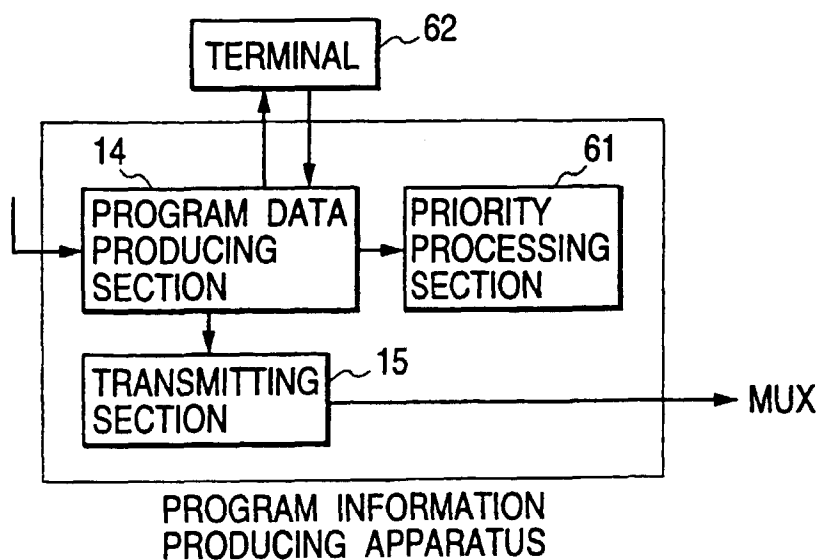 62
TERMINAL
14
61
PROGRAM DATA
PRODUCING
SECTION
PRIORITY
PROCESSING
SECTION
15
TRANSMITTING
SECTION
MUX
PROGRAM INFORMATION
PRODUCING APPARATUS